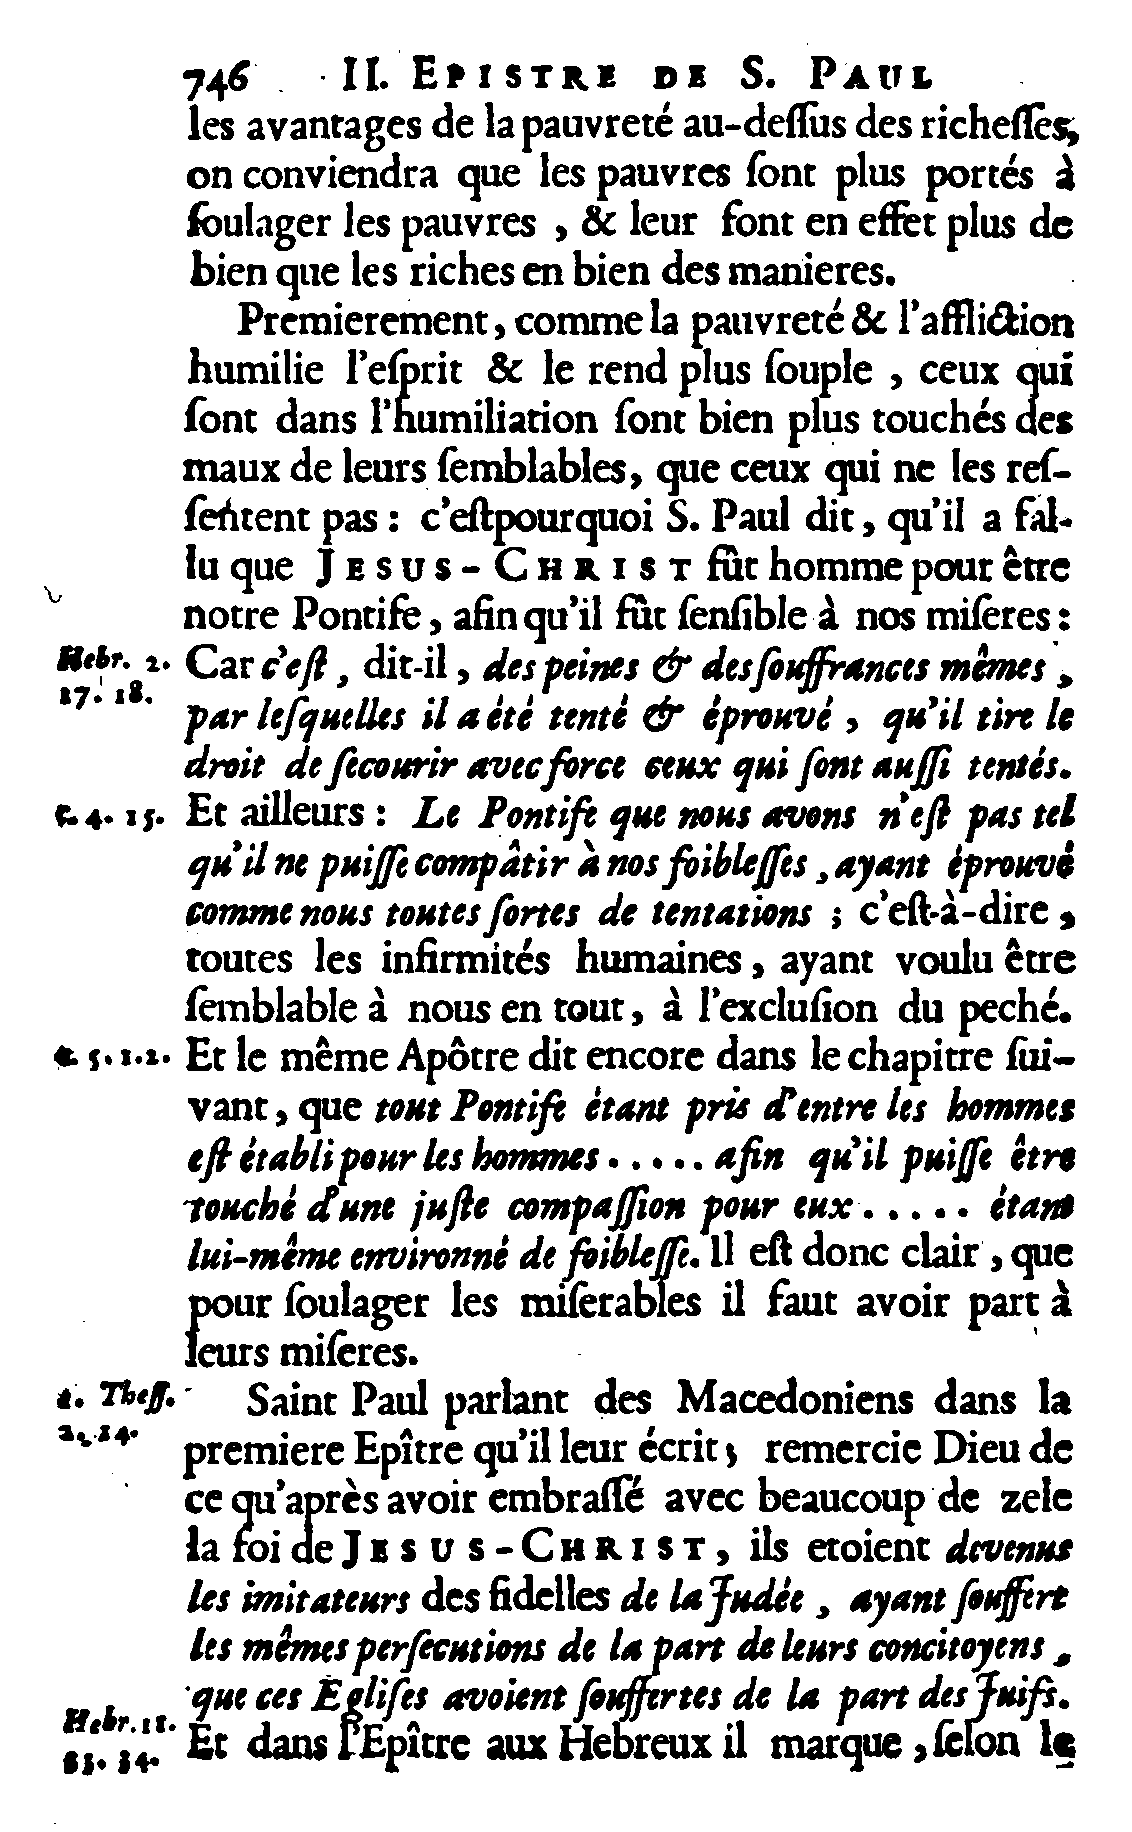 746 II. EPISTRE DE S. PAUL
les avantages de la pauvreté au-deſſus des richeſſes,
on conviendra que les pauvres ſont plus portés à
ſoulager les pauvres , & leur font en effet plus de
bien que les riches en bien des manieres.
Premierement, comme la pauvreté & l'affliction
humilie l'eſprit & le rend plus ſouple , ceux qui
ſont dans l'humiliation ſont bien plus touchés des
maux de leurs ſemblables, que ceux qui ne les reſ-
ſentent pas : c'eſtpourquoi S. Paul dit, qu'il a fal-
lu que JESUS-CHRIST fût homme pour être
notre Pontife, afin qu'il fût ſenſible à nos miſeres :
Hebr. 2. 17. 18.
Car c'eſt, dit-il, des peines & des ſouffrances mêmes,
par leſquelles il a été tenté & éprouvé , qu'il tire le
droit de ſecourir avec force ceux qui ſont auſſi tentés.
C. 4. 15.
Et ailleurs : Le Pontife que nous avons n'eſt pas tel
qu'il ne puiſſe compâtir à nos foibleſſes, ayant éprouvé
comme nous toutes ſortes de tentations ; c'eſt-à-dire,
toutes les infirmités humaines, ayant voulu être
ſemblable à nous en tout, à l'excluſion du peché.
c. 5. 1. 2.
Et le même Apôtre dit encore dans le chapitre ſui-
vant, que tout Pontife étant pris d'entre les hommes
eſt établi pour les hommes ..... afin qu'il puiſſe être
touché d'une juſte compaſſion pour eux ..... étant
lui-même environné de foibleſſe. Il eſt donc clair , que
pour ſoulager les miſerables il faut avoir part à
leurs miſeres.
1. Theſſ. 2. 14.
Saint Paul parlant des Macedoniens dans la
premiere Epître qu'il leur écrit, remercie Dieu de
ce qu'après avoir embraſſé avec beaucoup de zele
la foi de JESUS-CHRIST, ils etoient devenus
les imitateurs des fidelles de la Judée , ayant ſouffert
les mêmes perſecutions de la part de leurs concitoyens,
que ces Egliſes avoient ſouffertes de la part des Juifs.
Hebr. 11. 33. 34.
Et dans l'Epître aux Hebreux il marque, ſelon le